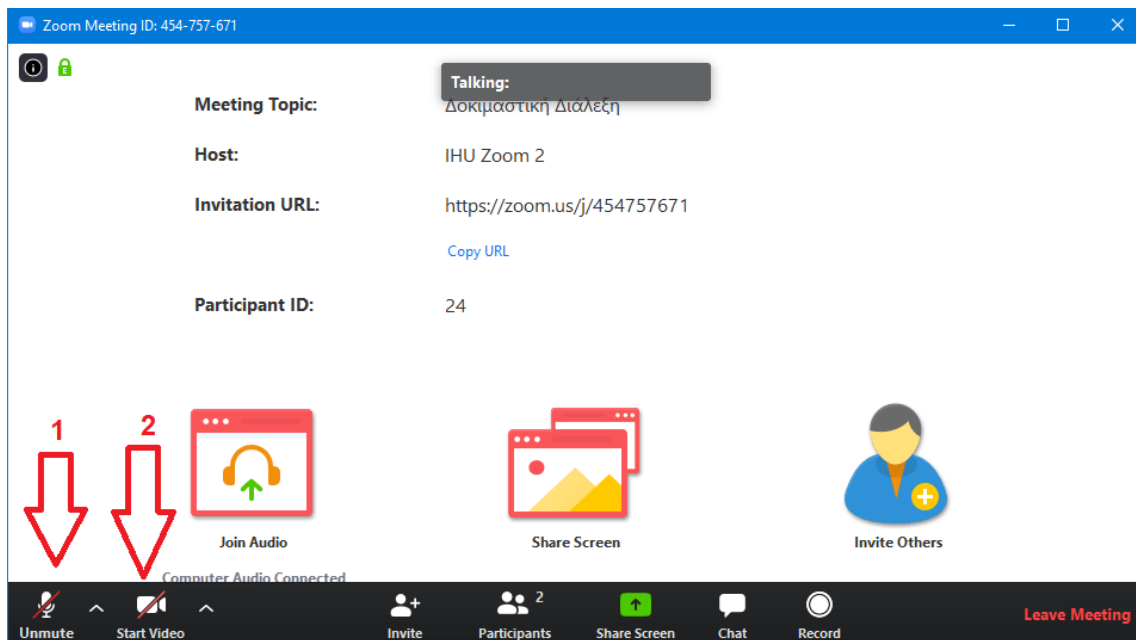 Zoom Meeting ID: 454-757-671
Talking:
Meeting Topic: Δοκιμαστική Διάλεξη
Host: IHU Zoom 2
Invitation URL: https://zoom.us/j/454757671
Copy URL
Participant ID: 24
1 2
Join Audio Share Screen Invite Others
Computer Audio Connected
2
Unmute Start Video Invite Participants Share Screen Chat Record Leave Meeting